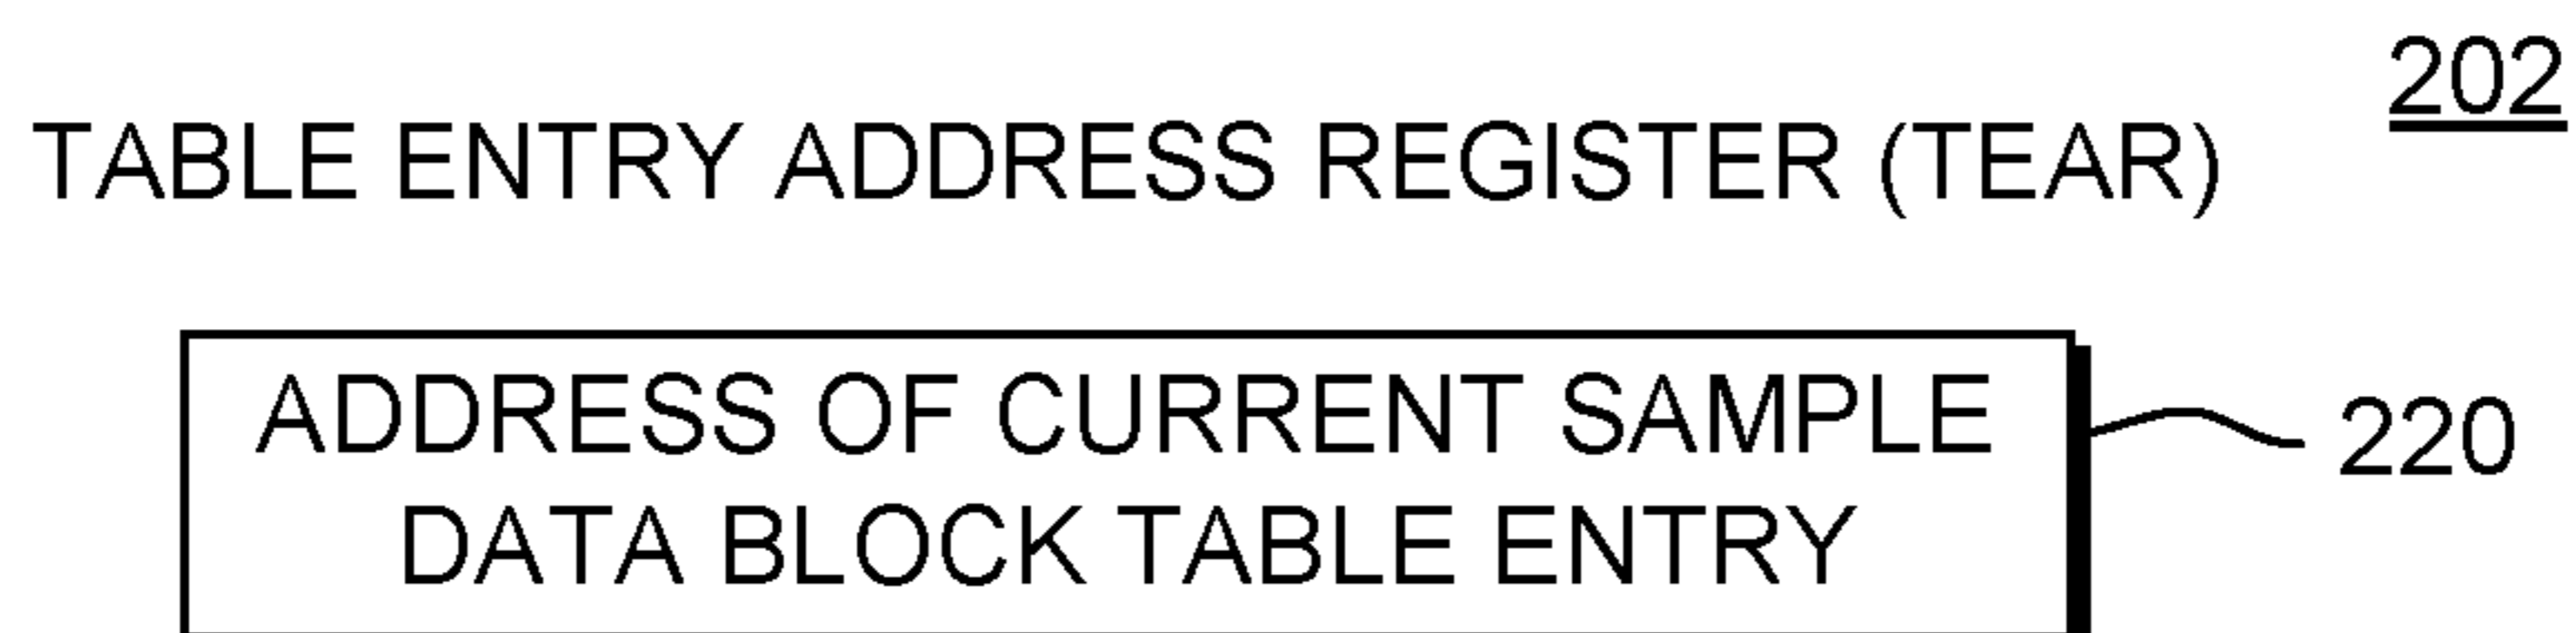 202
TABLE ENTRY ADDRESS REGISTER (TEAR)
ADDRESS OF CURRENT SAMPLE
DATA BLOCK TABLE ENTRY
220